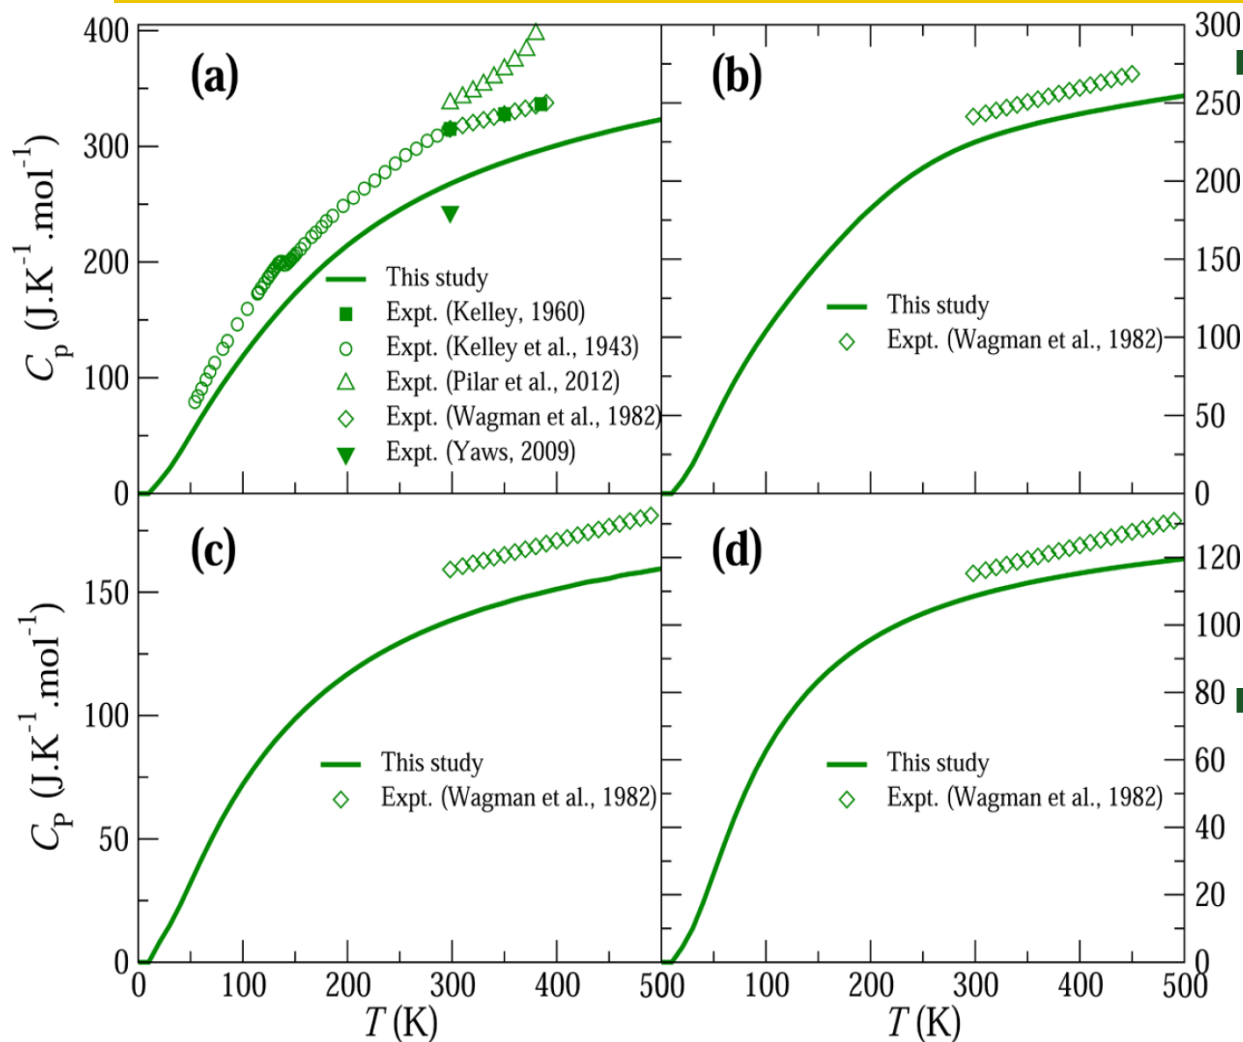 (a)
400
300
200
100
0
Cp (J.K-1.mol-1)
This study
Expt. (Kelley, 1960)
Expt. (Kelley et al., 1943)
Expt. (Pilar et al., 2012)
Expt. (Wagman et al., 1982)
Expt. (Yaws, 2009)
(b)
This study
Expt. (Wagman et al., 1982)
300
250
200
150
100
50
0
(c)
150
100
50
0
CP (J.K-1.mol-1)
This study
Expt. (Wagman et al., 1982)
(d)
This study
Expt. (Wagman et al., 1982)
120
100
80
60
40
20
0
0 100 200 300 400 500 100 200 300 400 500
T (K) T (K)